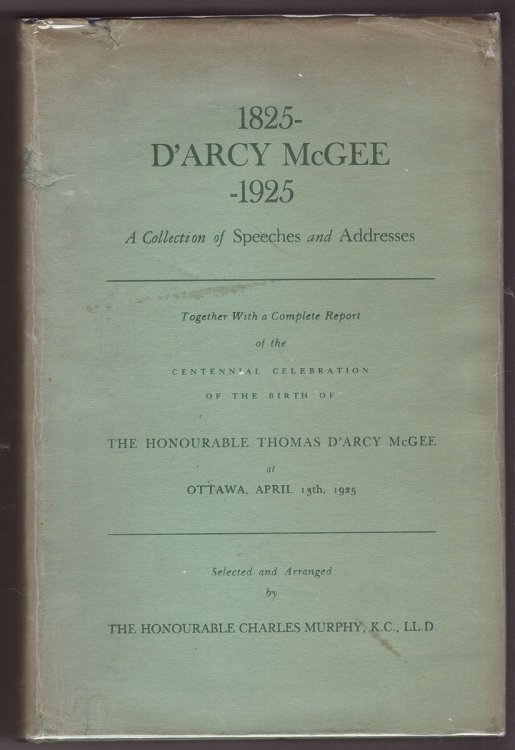 1825-
D'ARCY McGEE
-1925
A Collection of Speeches and Addresses
Together With a Complete Report
of the
CENTENNIAL CELEBRATION
OF THE BIRTH OF
THE HONOURABLE THOMAS D'ARCY McGEE
at
OTTAWA, APRIL 13th, 1925
Selected and Arranged
by
THE HONOURABLE CHARLES MURPHY, K.C., LL.D.